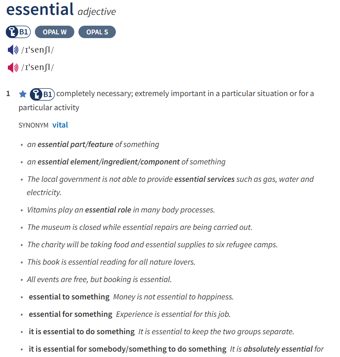 essential adjective
B1 OPAL W OPAL S
/ɪˈsenʃl/
/ɪˈsenʃl/
1 ★ B1 completely necessary; extremely important in a particular situation or for a
particular activity
SYNONYM vital
• an essential part/feature of something
• an essential element/ingredient/component of something
• The local government is not able to provide essential services such as gas, water and
electricity.
• Vitamins play an essential role in many body processes.
• The museum is closed while essential repairs are being carried out.
• The charity will be taking food and essential supplies to six refugee camps.
• This book is essential reading for all nature lovers.
• All events are free, but booking is essential.
• essential to something Money is not essential to happiness.
• essential for something Experience is essential for this job.
• it is essential to do something It is essential to keep the two groups separate.
• it is essential for somebody/something to do something It is absolutely essential for